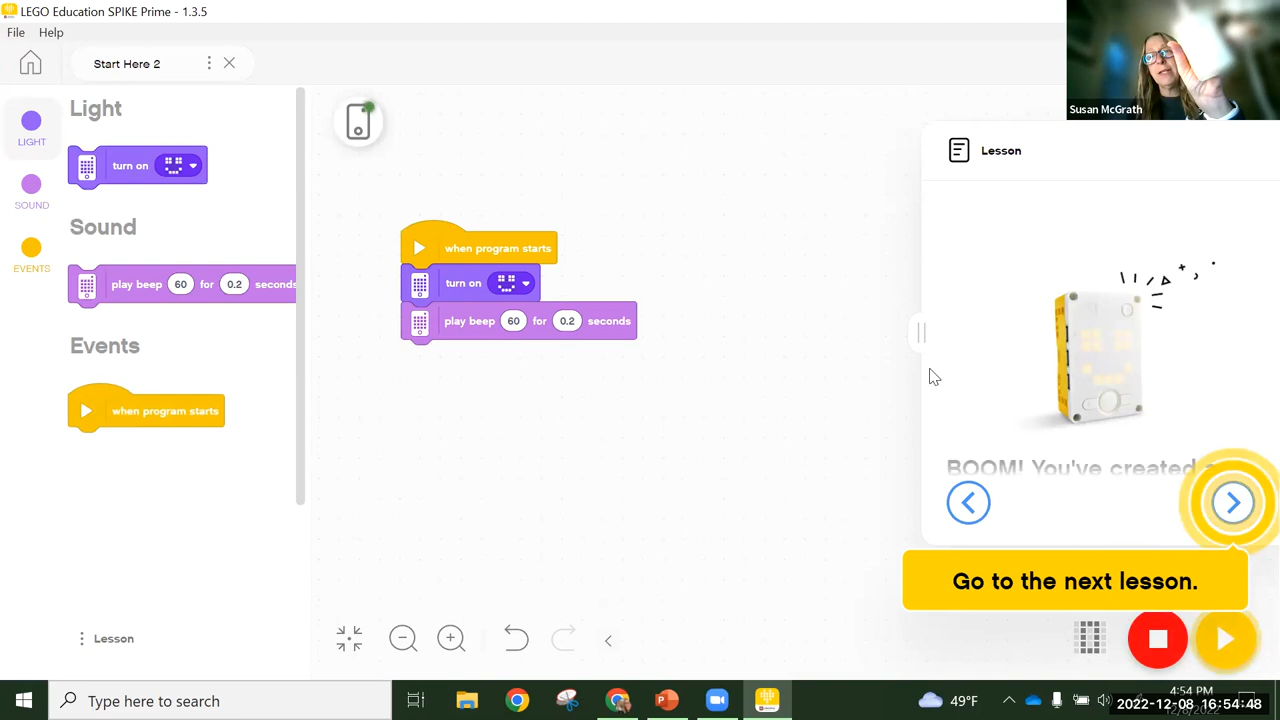 LEGO Education SPIKE Prime - 1.3.5
File Help
Start Here 2
Susan McGrath
Light
LIGHT
turn on
Sound
SOUND
play beep 60 for 0.2 seconds
EVENTS
Events
when program starts
when program starts
turn on
play beep 60 for 0.2 seconds
Lesson
BOOM! You've created a
Go to the next lesson.
Lesson
Type here to search
49°F
4:54 PM
2022-12-08 16:54:48